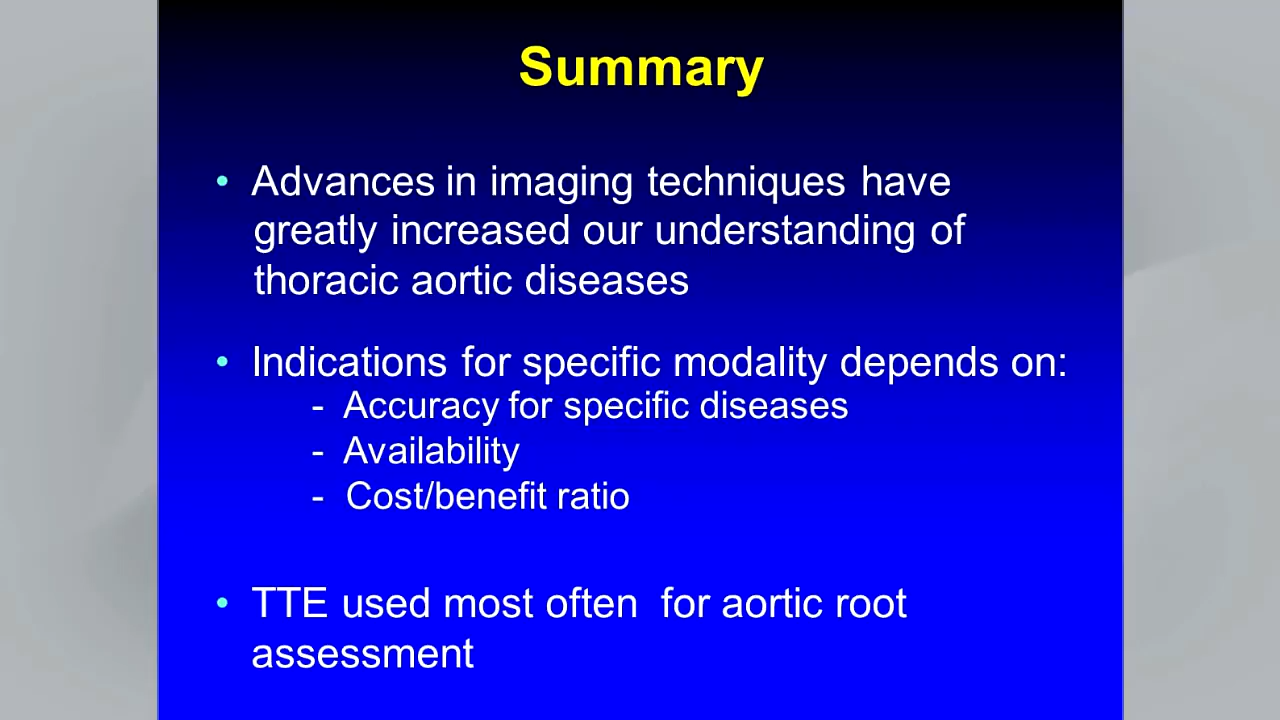 Summary
• Advances in imaging techniques have
greatly increased our understanding of
thoracic aortic diseases
• Indications for specific modality depends on:
- Accuracy for specific diseases
- Availability
- Cost/benefit ratio
• TTE used most often  for aortic root
assessment